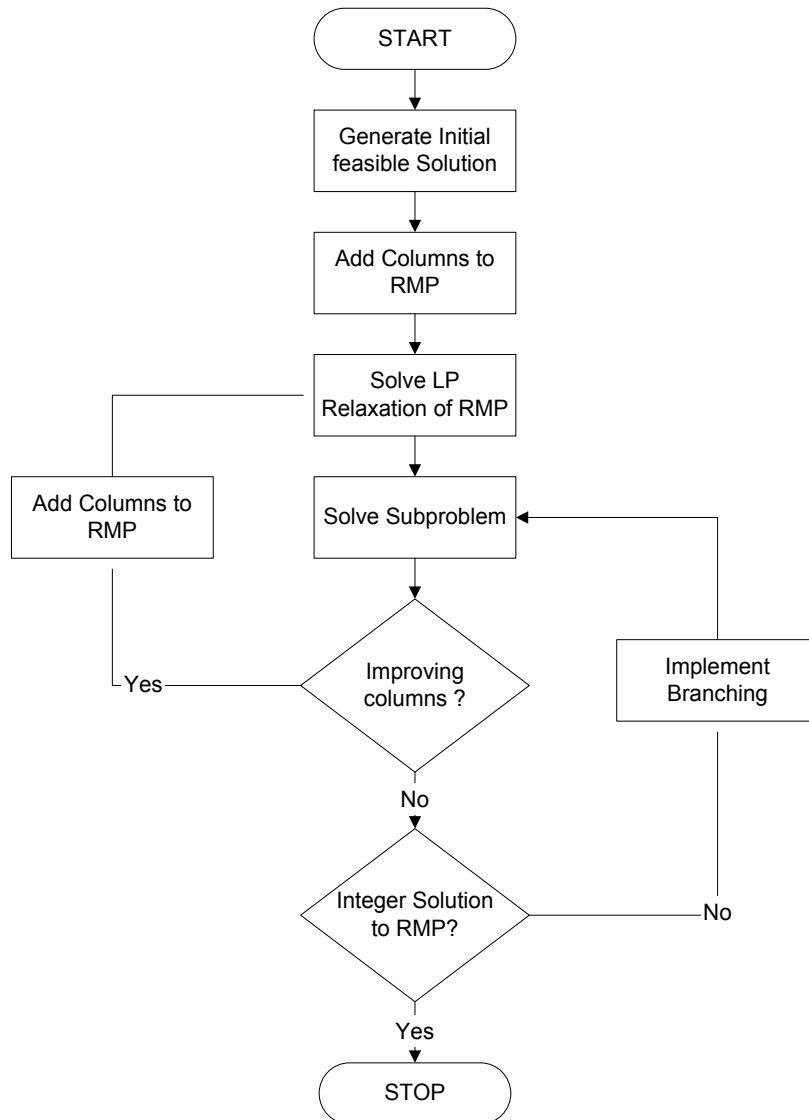 START
Generate Initial
feasible Solution
Add Columns to
RMP
Solve LP
Relaxation of RMP
Add Columns to
RMP
Solve Subproblem
Improving
columns ?
Yes
Implement
Branching
No
Integer Solution
to RMP?
No
Yes
STOP